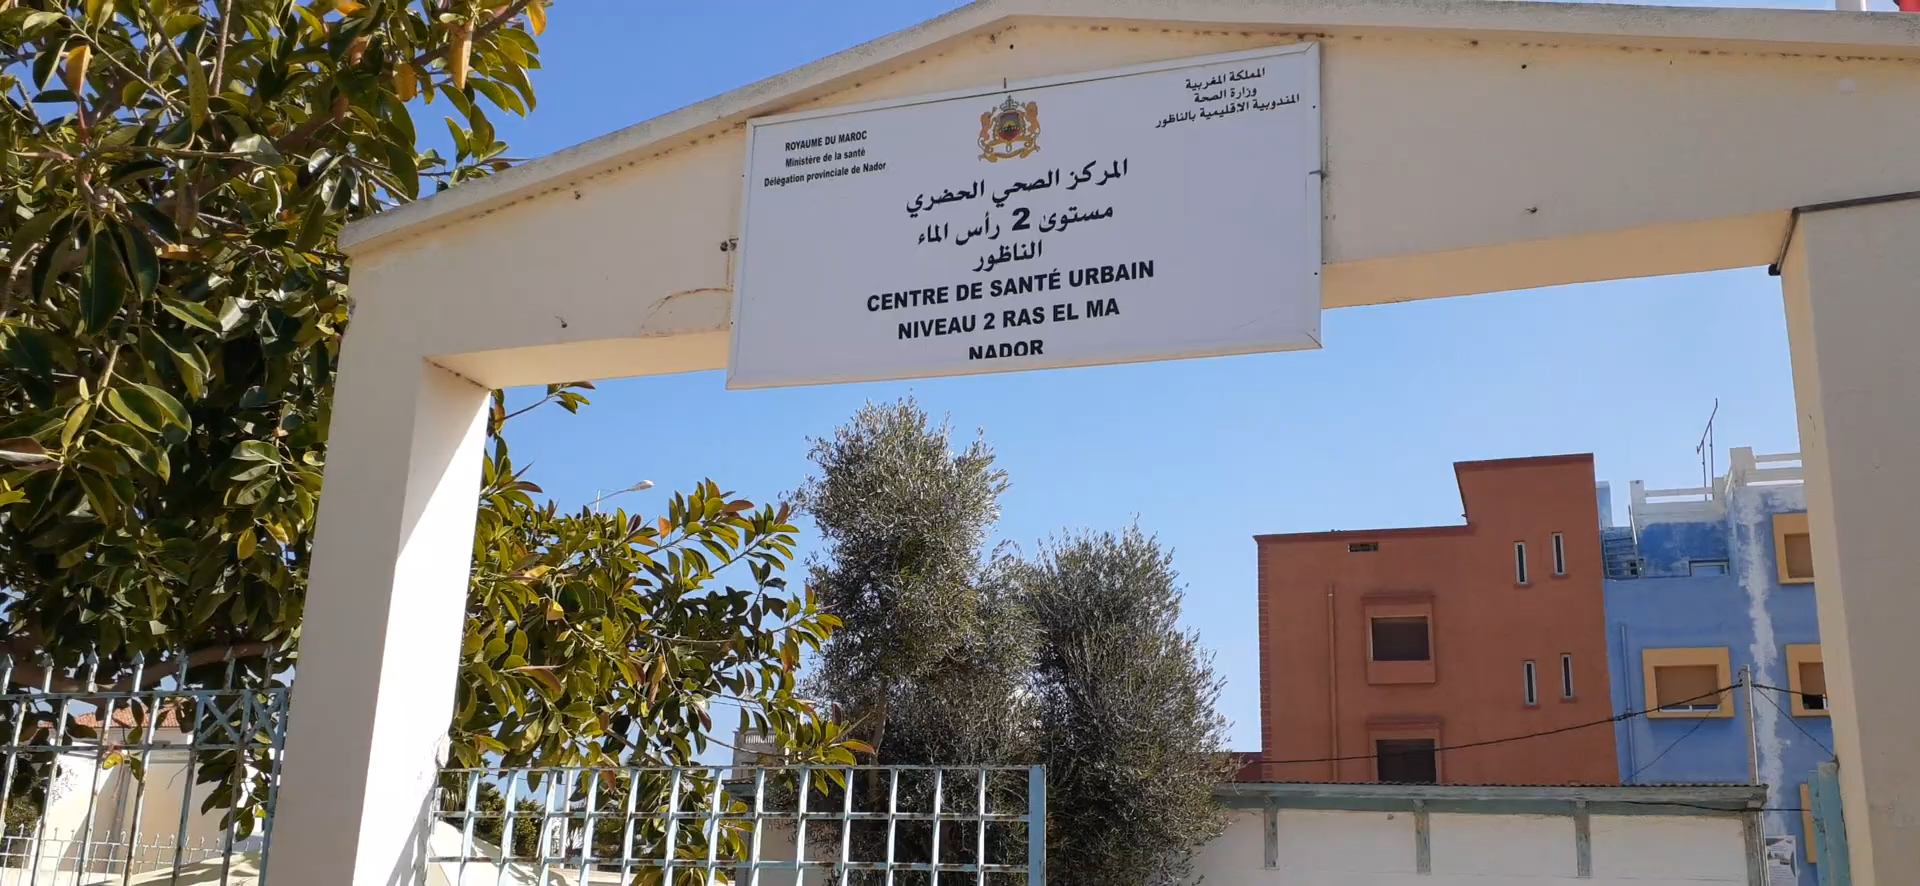 ROYAUME DU MAROC
Ministère de la santé
Délégation provinciale de Nador
المملكة المغربية
وزارة الصحة
المندوبية الاقليمية بالناظور
المركز الصحي الحضري
مستوى 2 رأس الماء
الناظور
CENTRE DE SANTÉ URBAIN
NIVEAU 2 RAS EL MA
NADOR